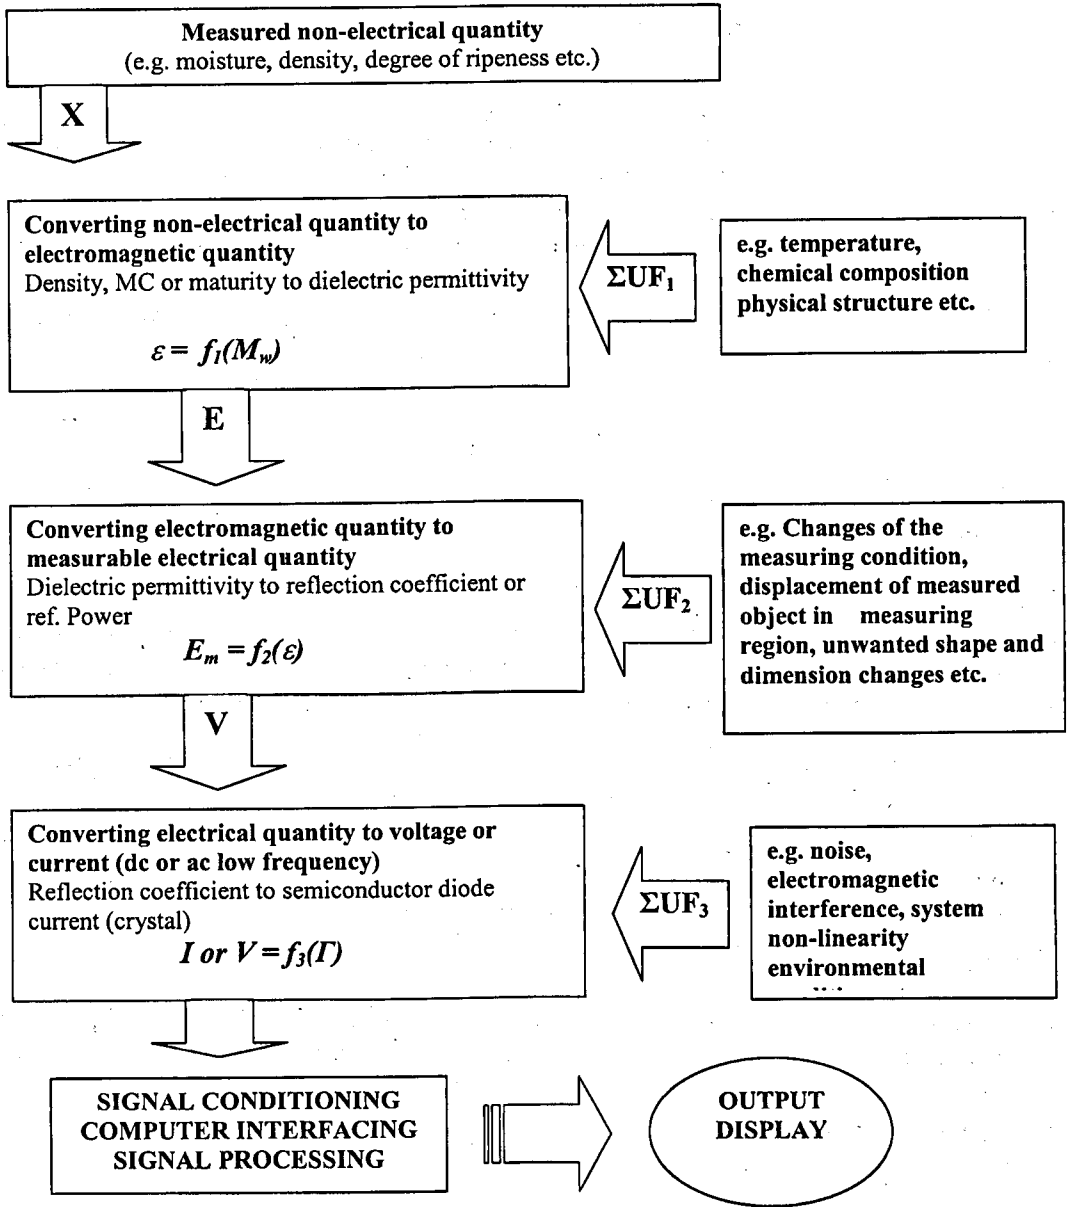 Measured non-electrical quantity
(e.g. moisture, density, degree of ripeness etc.)
X
Converting non-electrical quantity to
electromagnetic quantity
Density, MC or maturity to dielectric permittivity
ε = f₁(Mw)
ΣUF₁
e.g. temperature,
chemical composition
physical structure etc.
E
Converting electromagnetic quantity to
measurable electrical quantity
Dielectric permittivity to reflection coefficient or
ref. Power
Eₘ = f₂(ε)
ΣUF₂
e.g. Changes of the
measuring condition,
displacement of measured
object in measuring
region, unwanted shape and
dimension changes etc.
V
Converting electrical quantity to voltage or
current (dc or ac low frequency)
Reflection coefficient to semiconductor diode
current (crystal)
I or V = f₃(Γ)
ΣUF₃
e.g. noise,
electromagnetic
interference, system
non-linearity
environmental
SIGNAL CONDITIONING
COMPUTER INTERFACING
SIGNAL PROCESSING
OUTPUT
DISPLAY